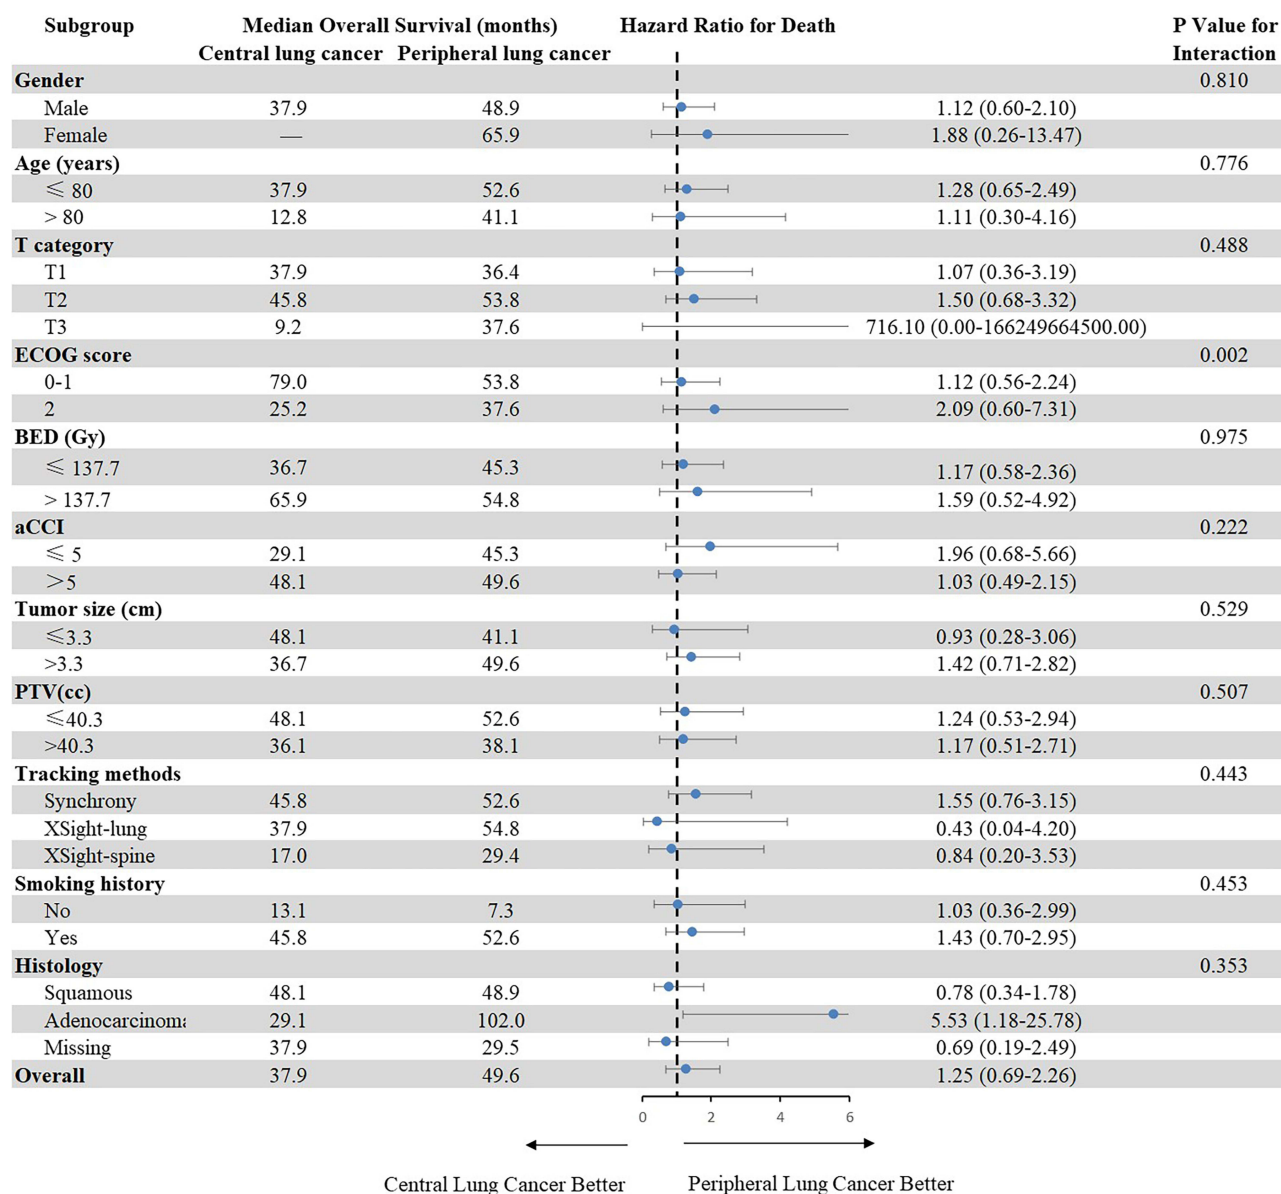 Subgroup Median Overall Survival (months) Hazard Ratio for Death P Value for
Central lung cancer Peripheral lung cancer Interaction
Gender 0.810
Male 37.9 48.9 1.12 (0.60-2.10)
Female — 65.9 1.88 (0.26-13.47)
Age (years) 0.776
⩽ 80 37.9 52.6 1.28 (0.65-2.49)
> 80 12.8 41.1 1.11 (0.30-4.16)
T category 0.488
T1 37.9 36.4 1.07 (0.36-3.19)
T2 45.8 53.8 1.50 (0.68-3.32)
T3 9.2 37.6 716.10 (0.00-166249664500.00)
ECOG score 0.002
0-1 79.0 53.8 1.12 (0.56-2.24)
2 25.2 37.6 2.09 (0.60-7.31)
BED (Gy) 0.975
⩽ 137.7 36.7 45.3 1.17 (0.58-2.36)
> 137.7 65.9 54.8 1.59 (0.52-4.92)
aCCI 0.222
⩽ 5 29.1 45.3 1.96 (0.68-5.66)
>5 48.1 49.6 1.03 (0.49-2.15)
Tumor size (cm) 0.529
⩽3.3 48.1 41.1 0.93 (0.28-3.06)
>3.3 36.7 49.6 1.42 (0.71-2.82)
PTV(cc) 0.507
⩽40.3 48.1 52.6 1.24 (0.53-2.94)
>40.3 36.1 38.1 1.17 (0.51-2.71)
Tracking methods 0.443
Synchrony 45.8 52.6 1.55 (0.76-3.15)
XSight-lung 37.9 54.8 0.43 (0.04-4.20)
XSight-spine 17.0 29.4 0.84 (0.20-3.53)
Smoking history 0.453
No 13.1 7.3 1.03 (0.36-2.99)
Yes 45.8 52.6 1.43 (0.70-2.95)
Histology 0.353
Squamous 48.1 48.9 0.78 (0.34-1.78)
Adenocarcinoma 29.1 102.0 5.53 (1.18-25.78)
Missing 37.9 29.5 0.69 (0.19-2.49)
Overall 37.9 49.6 1.25 (0.69-2.26)
0 2 4 6
Central Lung Cancer Better Peripheral Lung Cancer Better